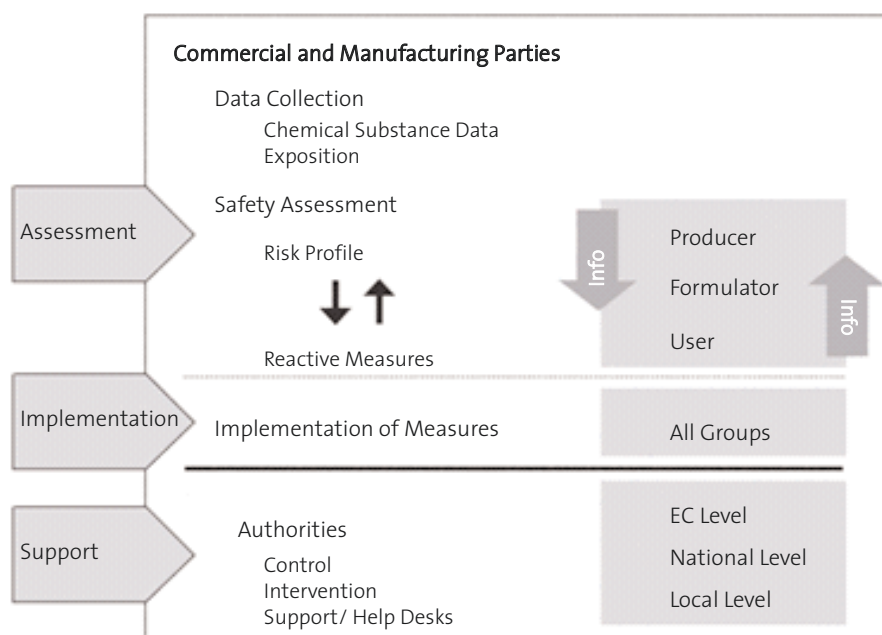 Commercial and Manufacturing Parties
Data Collection
Chemical Substance Data
Exposition
Assessment
Safety Assessment
Risk Profile
Reactive Measures
Info
Producer
Formulator
User
Info
Implementation
Implementation of Measures
All Groups
Support
Authorities
Control
Intervention
Support/ Help Desks
EC Level
National Level
Local Level